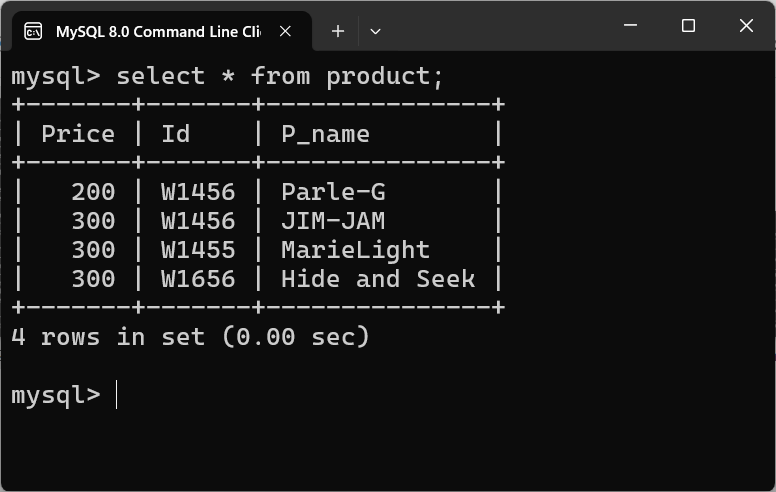 MySQL 8.0 Command Line Cli
mysql> select * from product;
+-------+-------+---------------+
| Price | Id    | P_name        |
+-------+-------+---------------+
|   200 | W1456 | Parle-G       |
|   300 | W1456 | JIM-JAM       |
|   300 | W1455 | MarieLight    |
|   300 | W1656 | Hide and Seek |
+-------+-------+---------------+
4 rows in set (0.00 sec)
mysql>